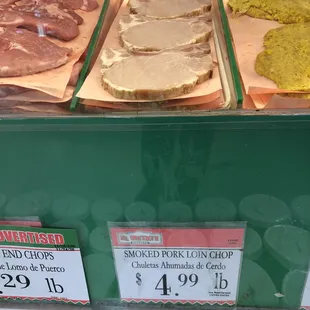 ADVERTISED
END CHOPS
e Lomo de Puerco
.29 lb
SMOKED PORK LOIN CHOP
Chuletas Ahumadas de Cerdo
$ 4.99 lb